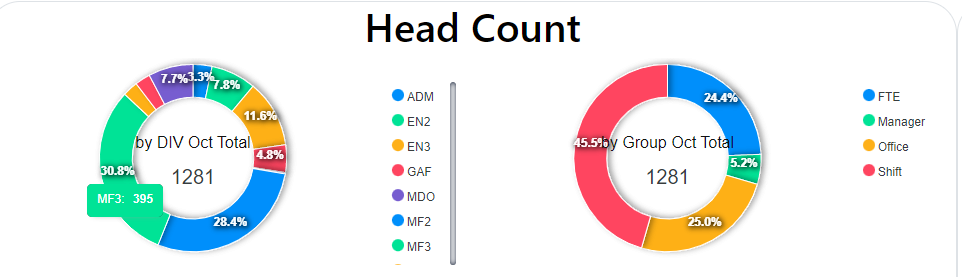 Head Count
7.7%
3.3%
7.8%
11.6%
4.8%
28.4%
30.8%
by DIV Oct Total
1281
MF3: 395
ADM
EN2
EN3
GAF
MDO
MF2
MF3
24.4%
5.2%
25.0%
45.5%
by Group Oct Total
1281
FTE
Manager
Office
Shift